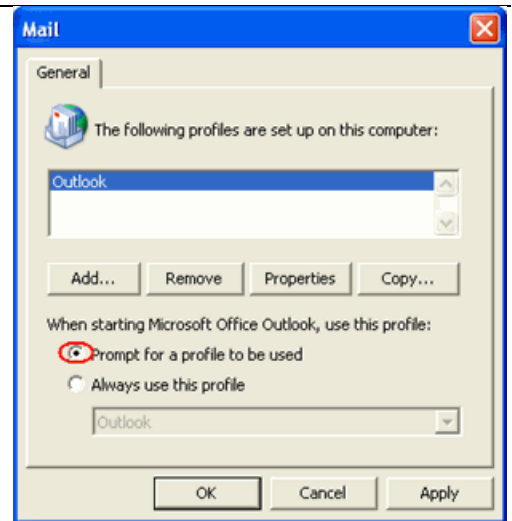 Mail
General
The following profiles are set up on this computer:
Outlook
Add... Remove Properties Copy...
When starting Microsoft Office Outlook, use this profile:
Prompt for a profile to be used
Always use this profile
Outlook
OK Cancel Apply